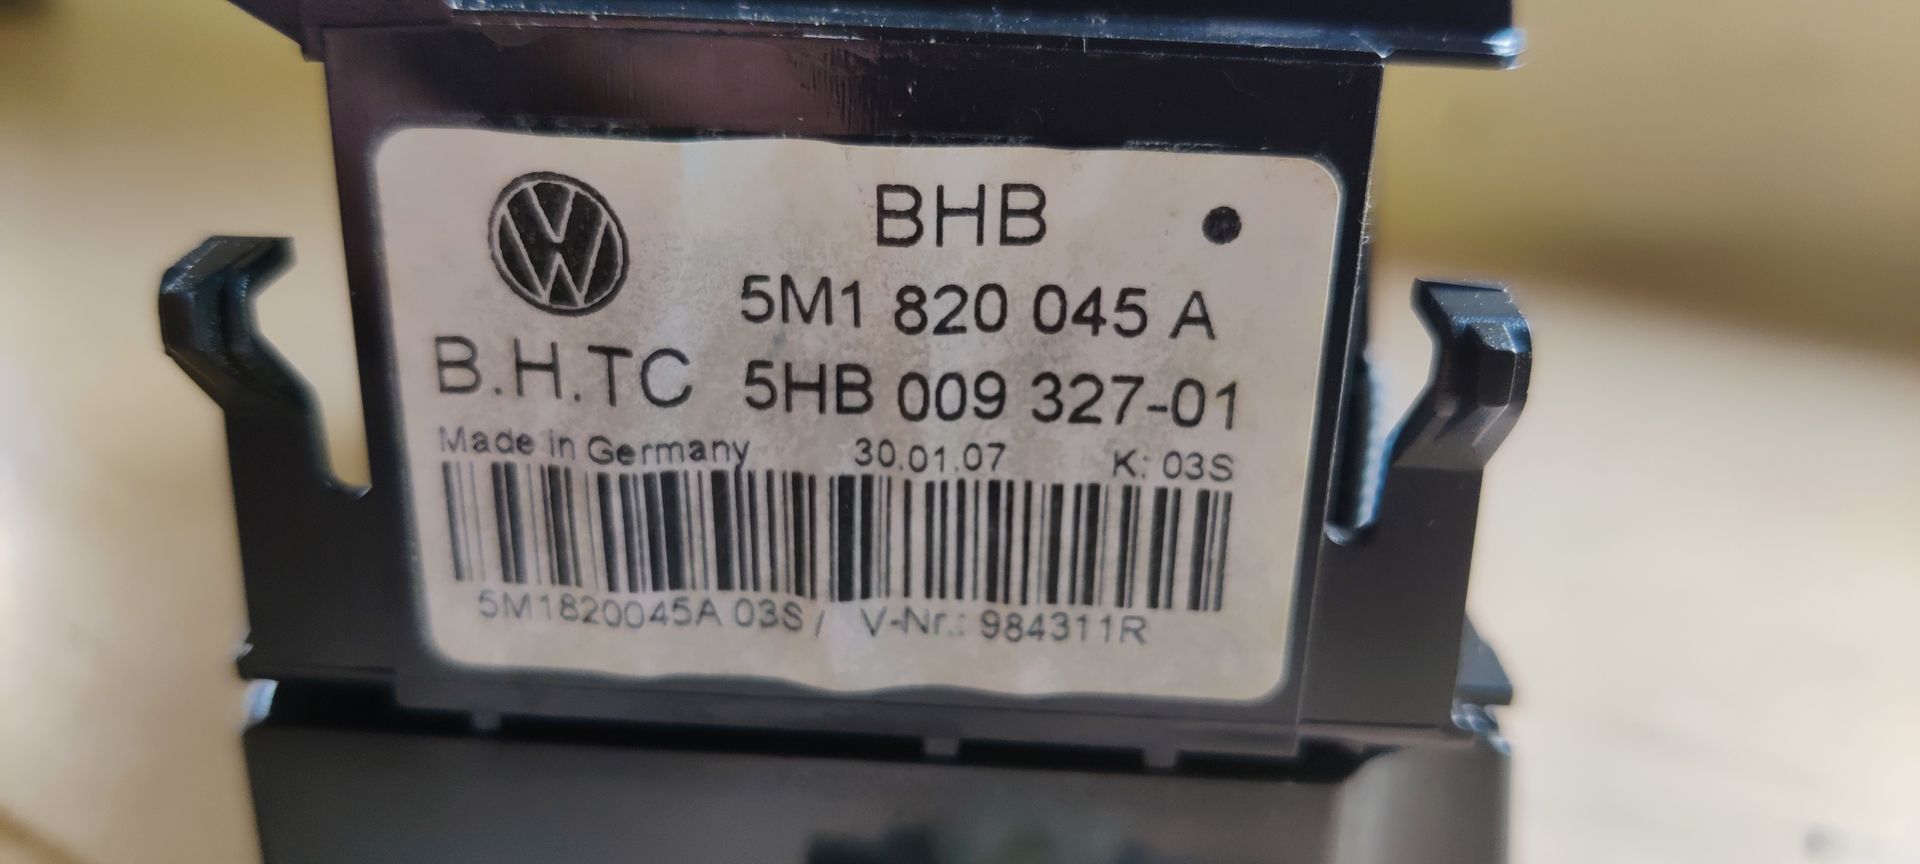 BHB
5M1 820 045 A
B.H.TC 5HB 009 327-01
Made in Germany 30.01.07 K: 03S
5M1820045A 03S / V-Nr.: 984311R